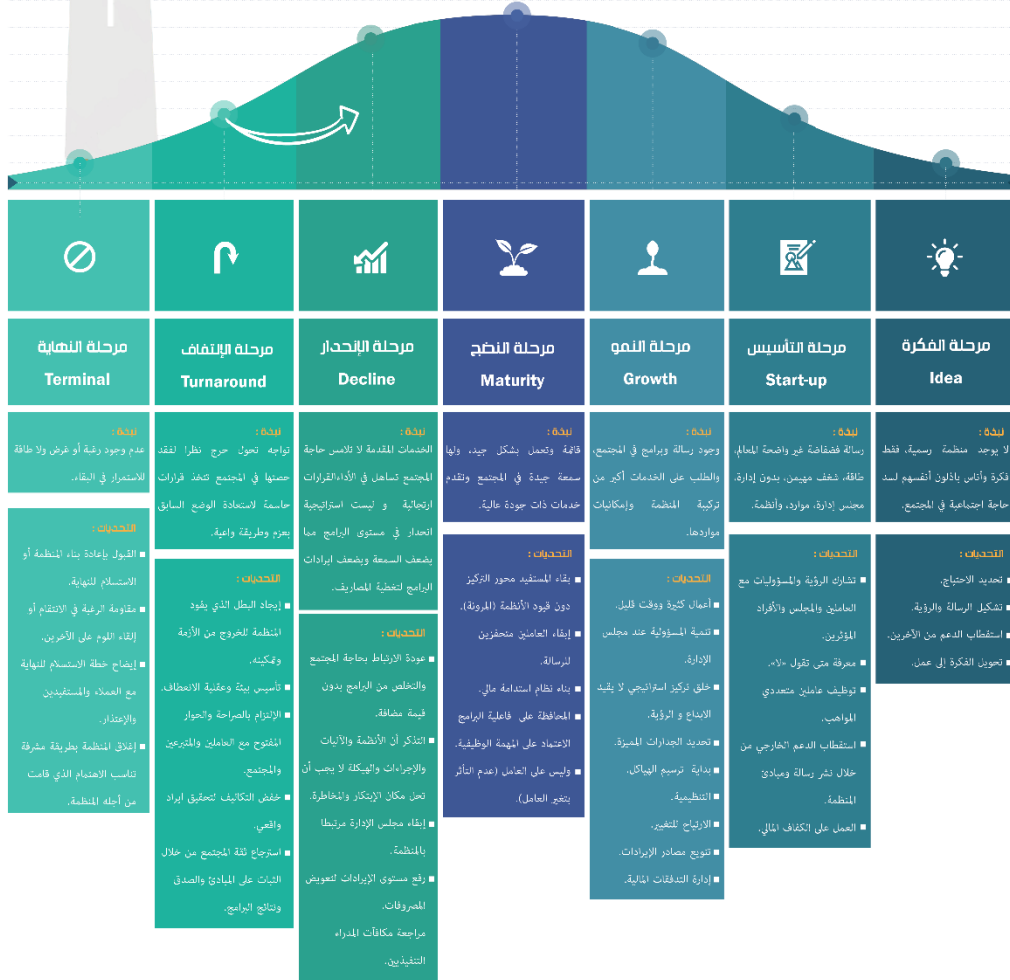 مرحلة الفكرة
Idea
نبذة :
لا يوجد منظمة رسمية، فقط
فكرة وأناس باذلون أنفسهم لسد
حاجة اجتماعية في المجتمع.
التحديات :
■ تحديد الاحتياج.
■ تشكيل الرسالة والرؤية.
■ استقطاب الدعم من الآخرين.
■ تحويل الفكرة إلى عمل.
مرحلة التأسيس
Start-up
نبذة :
رسالة فضفاضة غير واضحة المعالم،
طاقة، شغف مهيمن، بدون إدارة،
مجلس إدارة، موارد، وأنظمة.
التحديات :
■ تشارك الرؤية والمسؤوليات مع
العاملين والمجلس والأفراد
المؤثرين.
■ معرفة متى تقول «لا».
■ توظيف عاملين متعددي
المواهب.
■ استقطاب الدعم الخارجي من
خلال نشر رسالة ومبادئ
المنظمة.
■ العمل على الكفاف المالي.
مرحلة النمو
Growth
نبذة :
وجود رسالة وبرامج في المجتمع،
والطلب على الخدمات أكبر من
تركيبة المنظمة وإمكانيات
مواردها.
التحديات :
■ أعمال كثيرة ووقت قليل.
■ تنمية المسؤولية عند مجلس
الإدارة.
■ خلق تركيز استراتيجي لا يقيد
الابداع و الرؤية.
■ تحديد الجدارات المميزة.
■ بداية ترسيم الهياكل.
■ التنظيمية.
■ الارتياح للتغيير.
■ تنويع مصادر الإيرادات.
■ إدارة التدفقات المالية.
مرحلة النضج
Maturity
نبذة :
قائمة وتعمل بشكل جيد، ولها
سمعة جيدة في المجتمع وتقدم
خدمات ذات جودة عالية.
التحديات :
■ بقاء المستفيد محور التركيز
دون قيود الأنظمة (المرونة).
■ إبقاء العاملين متحفزين
للرسالة.
■ بناء نظام استدامة مالي.
■ المحافظة على فاعلية البرامج
الاعتماد على المهمة الوظيفية.
■ وليس على العامل (عدم التأثر
بتغير العامل).
مرحلة الإنحدار
Decline
نبذة :
الخدمات المقدمة لا تلامس حاجة
المجتمع تساهل في الأداء،القرارات
ارتجالية و ليست استراتيجية
انحدار في مستوى البرامج مما
يضعف السمعة ويضعف ايرادات
البرامج لتغطية المصاريف.
التحديات :
■ عودة الارتباط بحاجة المجتمع
والتخلص من البرامج بدون
قيمة مضافة.
■ التذكر أن الأنظمة والآليات
والإجراءات والهيكلة لا يجب أن
تحل مكان الإبتكار والمخاطرة.
■ إبقاء مجلس الإدارة مرتبطا
بالمنظمة.
■ رفع مستوى الإيرادات لتعويض
المصروفات.
مراجعة مكافآت المدراء
التنفيذيين.
مرحلة الإلتفاف
Turnaround
نبذة :
تواجه تحول حرج نظرا لفقد
حصتها في المجتمع تتخذ قرارات
حاسمة لاستعادة الوضع السابق
بعزم وطريقة واعية.
التحديات :
■ إيجاد البطل الذي يقود
المنظمة للخروج من الأزمة
وتمكينه.
■ تأسيس بيئة وعقلية الانعطاف.
■ الإلتزام بالصراحة والحوار
المفتوح مع العاملين والمتبرعين
والمجتمع.
■ خفض التكاليف لتحقيق ايراد
واقعي.
■ استرجاع ثقة المجتمع من خلال
الثبات على المبادئ والصدق
ونتائج البرامج.
مرحلة النهاية
Terminal
نبذة :
عدم وجود رغبة أو غرض ولا طاقة
للاستمرار في البقاء.
التحديات :
■ القبول بإعادة بناء المنظمة أو
الاستسلام للنهاية.
■ مقاومة الرغبة في الانتقام أو
إلقاء اللوم على الآخرين.
■ إيضاح خطة الاستسلام للنهاية
مع العملاء والمستفيدين
والإعتذار.
■ إغلاق المنظمة بطريقة مشرفة
تناسب الاهتمام الذي قامت
من أجله المنظمة.